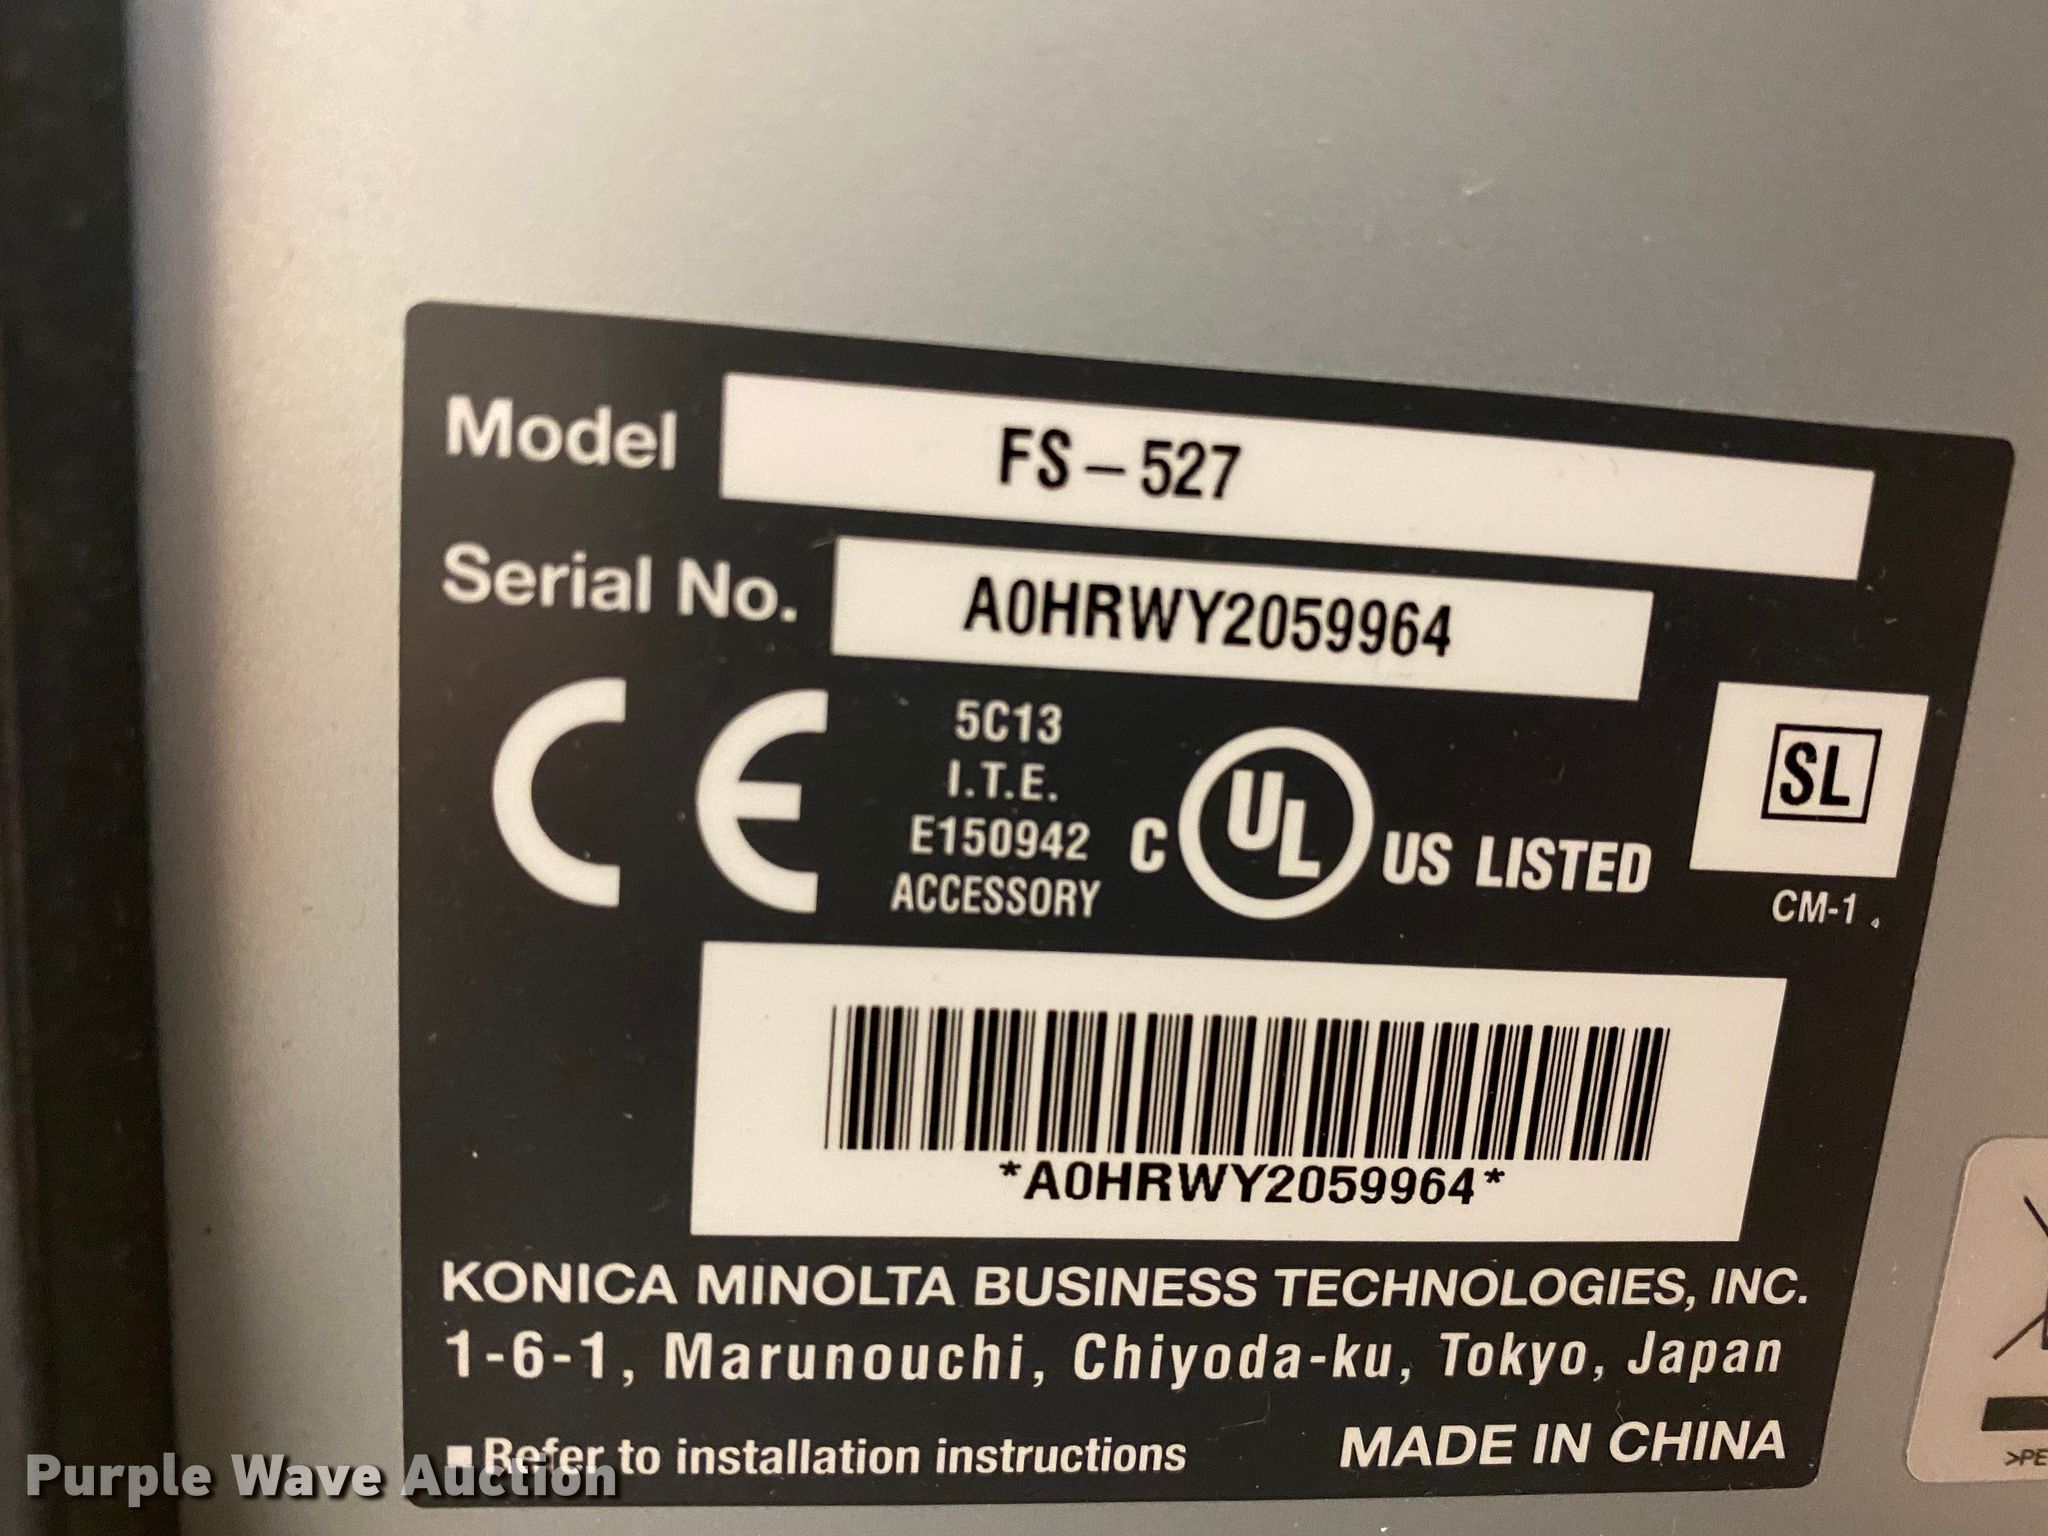 Model FS-527
Serial No. A0HRWY2059964
CE
5C13
I.T.E.
E150942
ACCESSORY
C UL US LISTED
SL
CM-1
*A0HRWY2059964*
KONICA MINOLTA BUSINESS TECHNOLOGIES, INC.
1-6-1, Marunouchi, Chiyoda-ku, Tokyo, Japan
■ Refer to installation instructions MADE IN CHINA
>PE
Purple Wave Auction